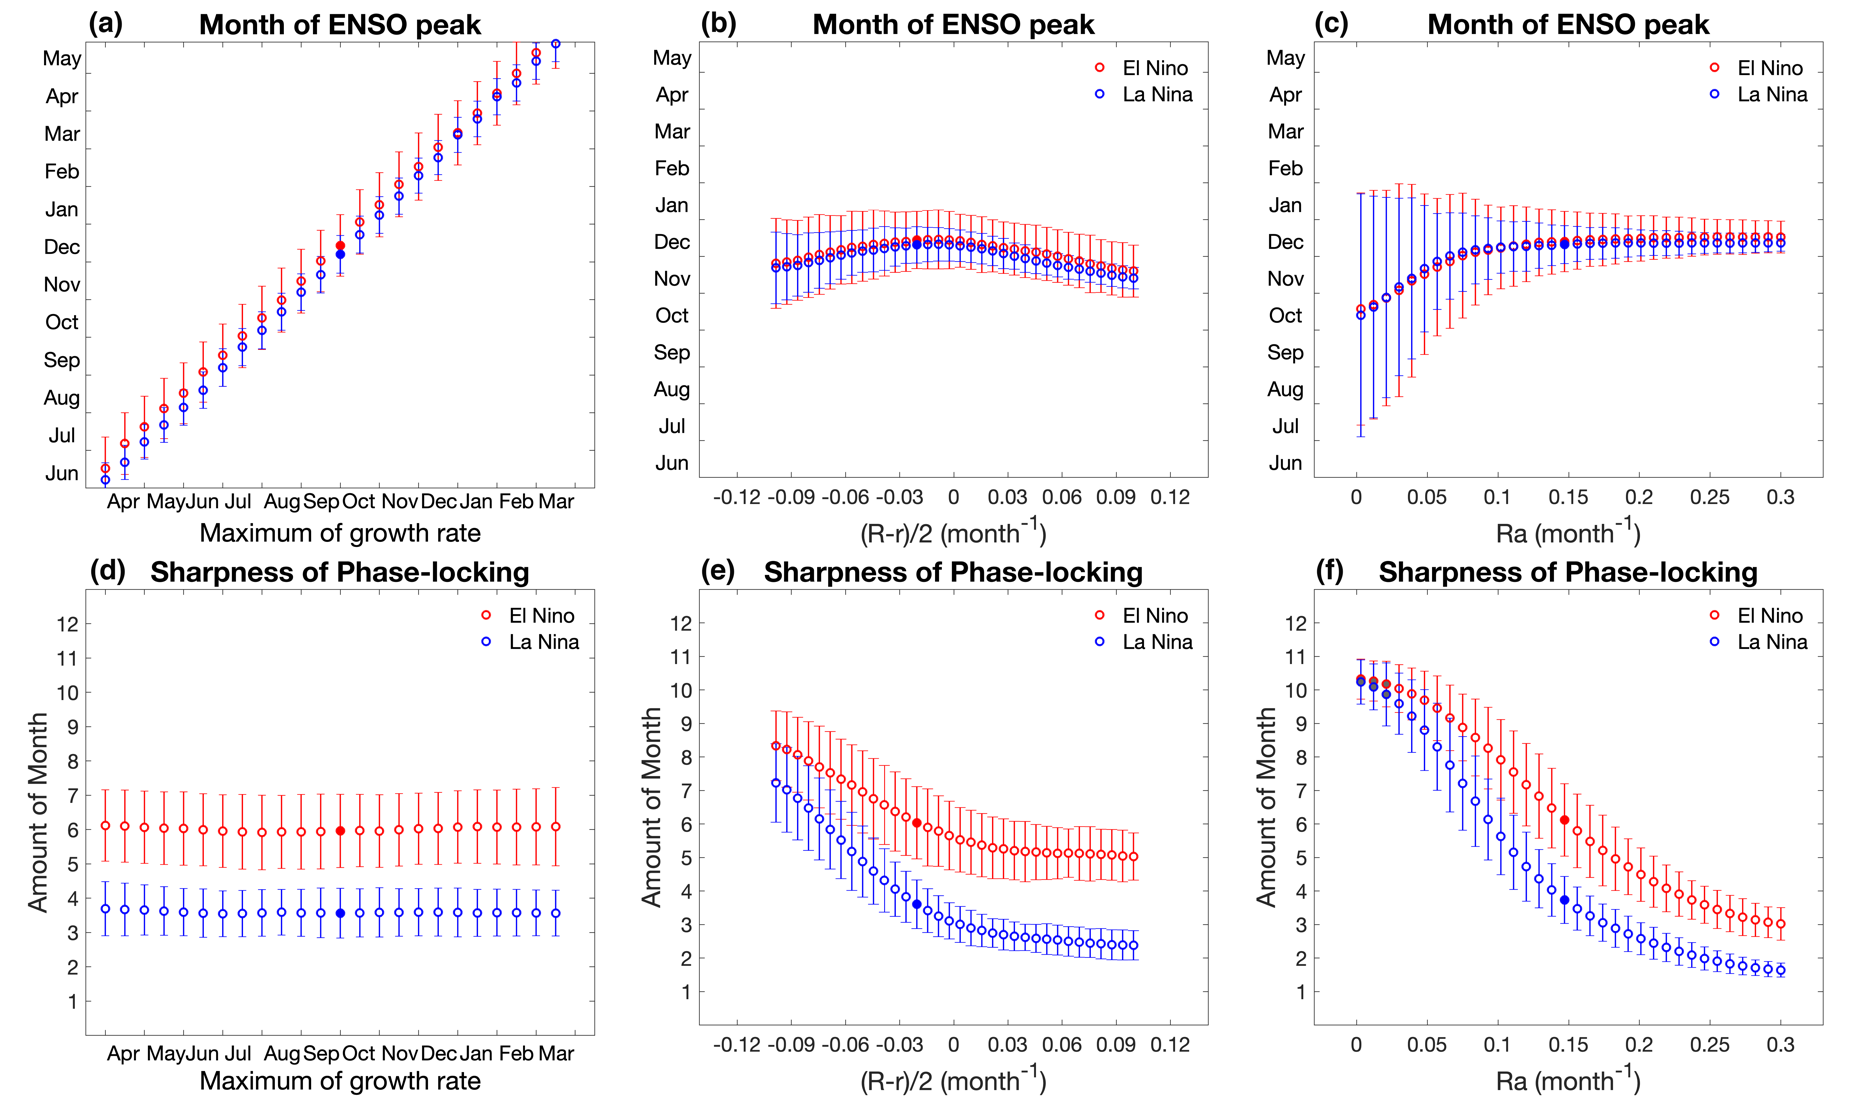 (a) Month of ENSO peak
May
Apr
Mar
Feb
Jan
Dec
Nov
Oct
Sep
Aug
Jul
Jun
Apr May Jun Jul Aug Sep Oct Nov Dec Jan Feb Mar
Maximum of growth rate
(b) Month of ENSO peak
El Nino
La Nina
May
Apr
Mar
Feb
Jan
Dec
Nov
Oct
Sep
Aug
Jul
Jun
-0.12 -0.09 -0.06 -0.03 0 0.03 0.06 0.09 0.12
(R-r)/2 (month⁻¹)
(c) Month of ENSO peak
El Nino
La Nina
May
Apr
Mar
Feb
Jan
Dec
Nov
Oct
Sep
Aug
Jul
Jun
0 0.05 0.1 0.15 0.2 0.25 0.3
Ra (month⁻¹)
(d) Sharpness of Phase-locking
El Nino
La Nina
Amount of Month
12
11
10
9
8
7
6
5
4
3
2
1
Apr May Jun Jul Aug Sep Oct Nov Dec Jan Feb Mar
Maximum of growth rate
(e) Sharpness of Phase-locking
El Nino
La Nina
Amount of Month
12
11
10
9
8
7
6
5
4
3
2
1
-0.12 -0.09 -0.06 -0.03 0 0.03 0.06 0.09 0.12
(R-r)/2 (month⁻¹)
(f) Sharpness of Phase-locking
El Nino
La Nina
Amount of Month
12
11
10
9
8
7
6
5
4
3
2
1
0 0.05 0.1 0.15 0.2 0.25 0.3
Ra (month⁻¹)